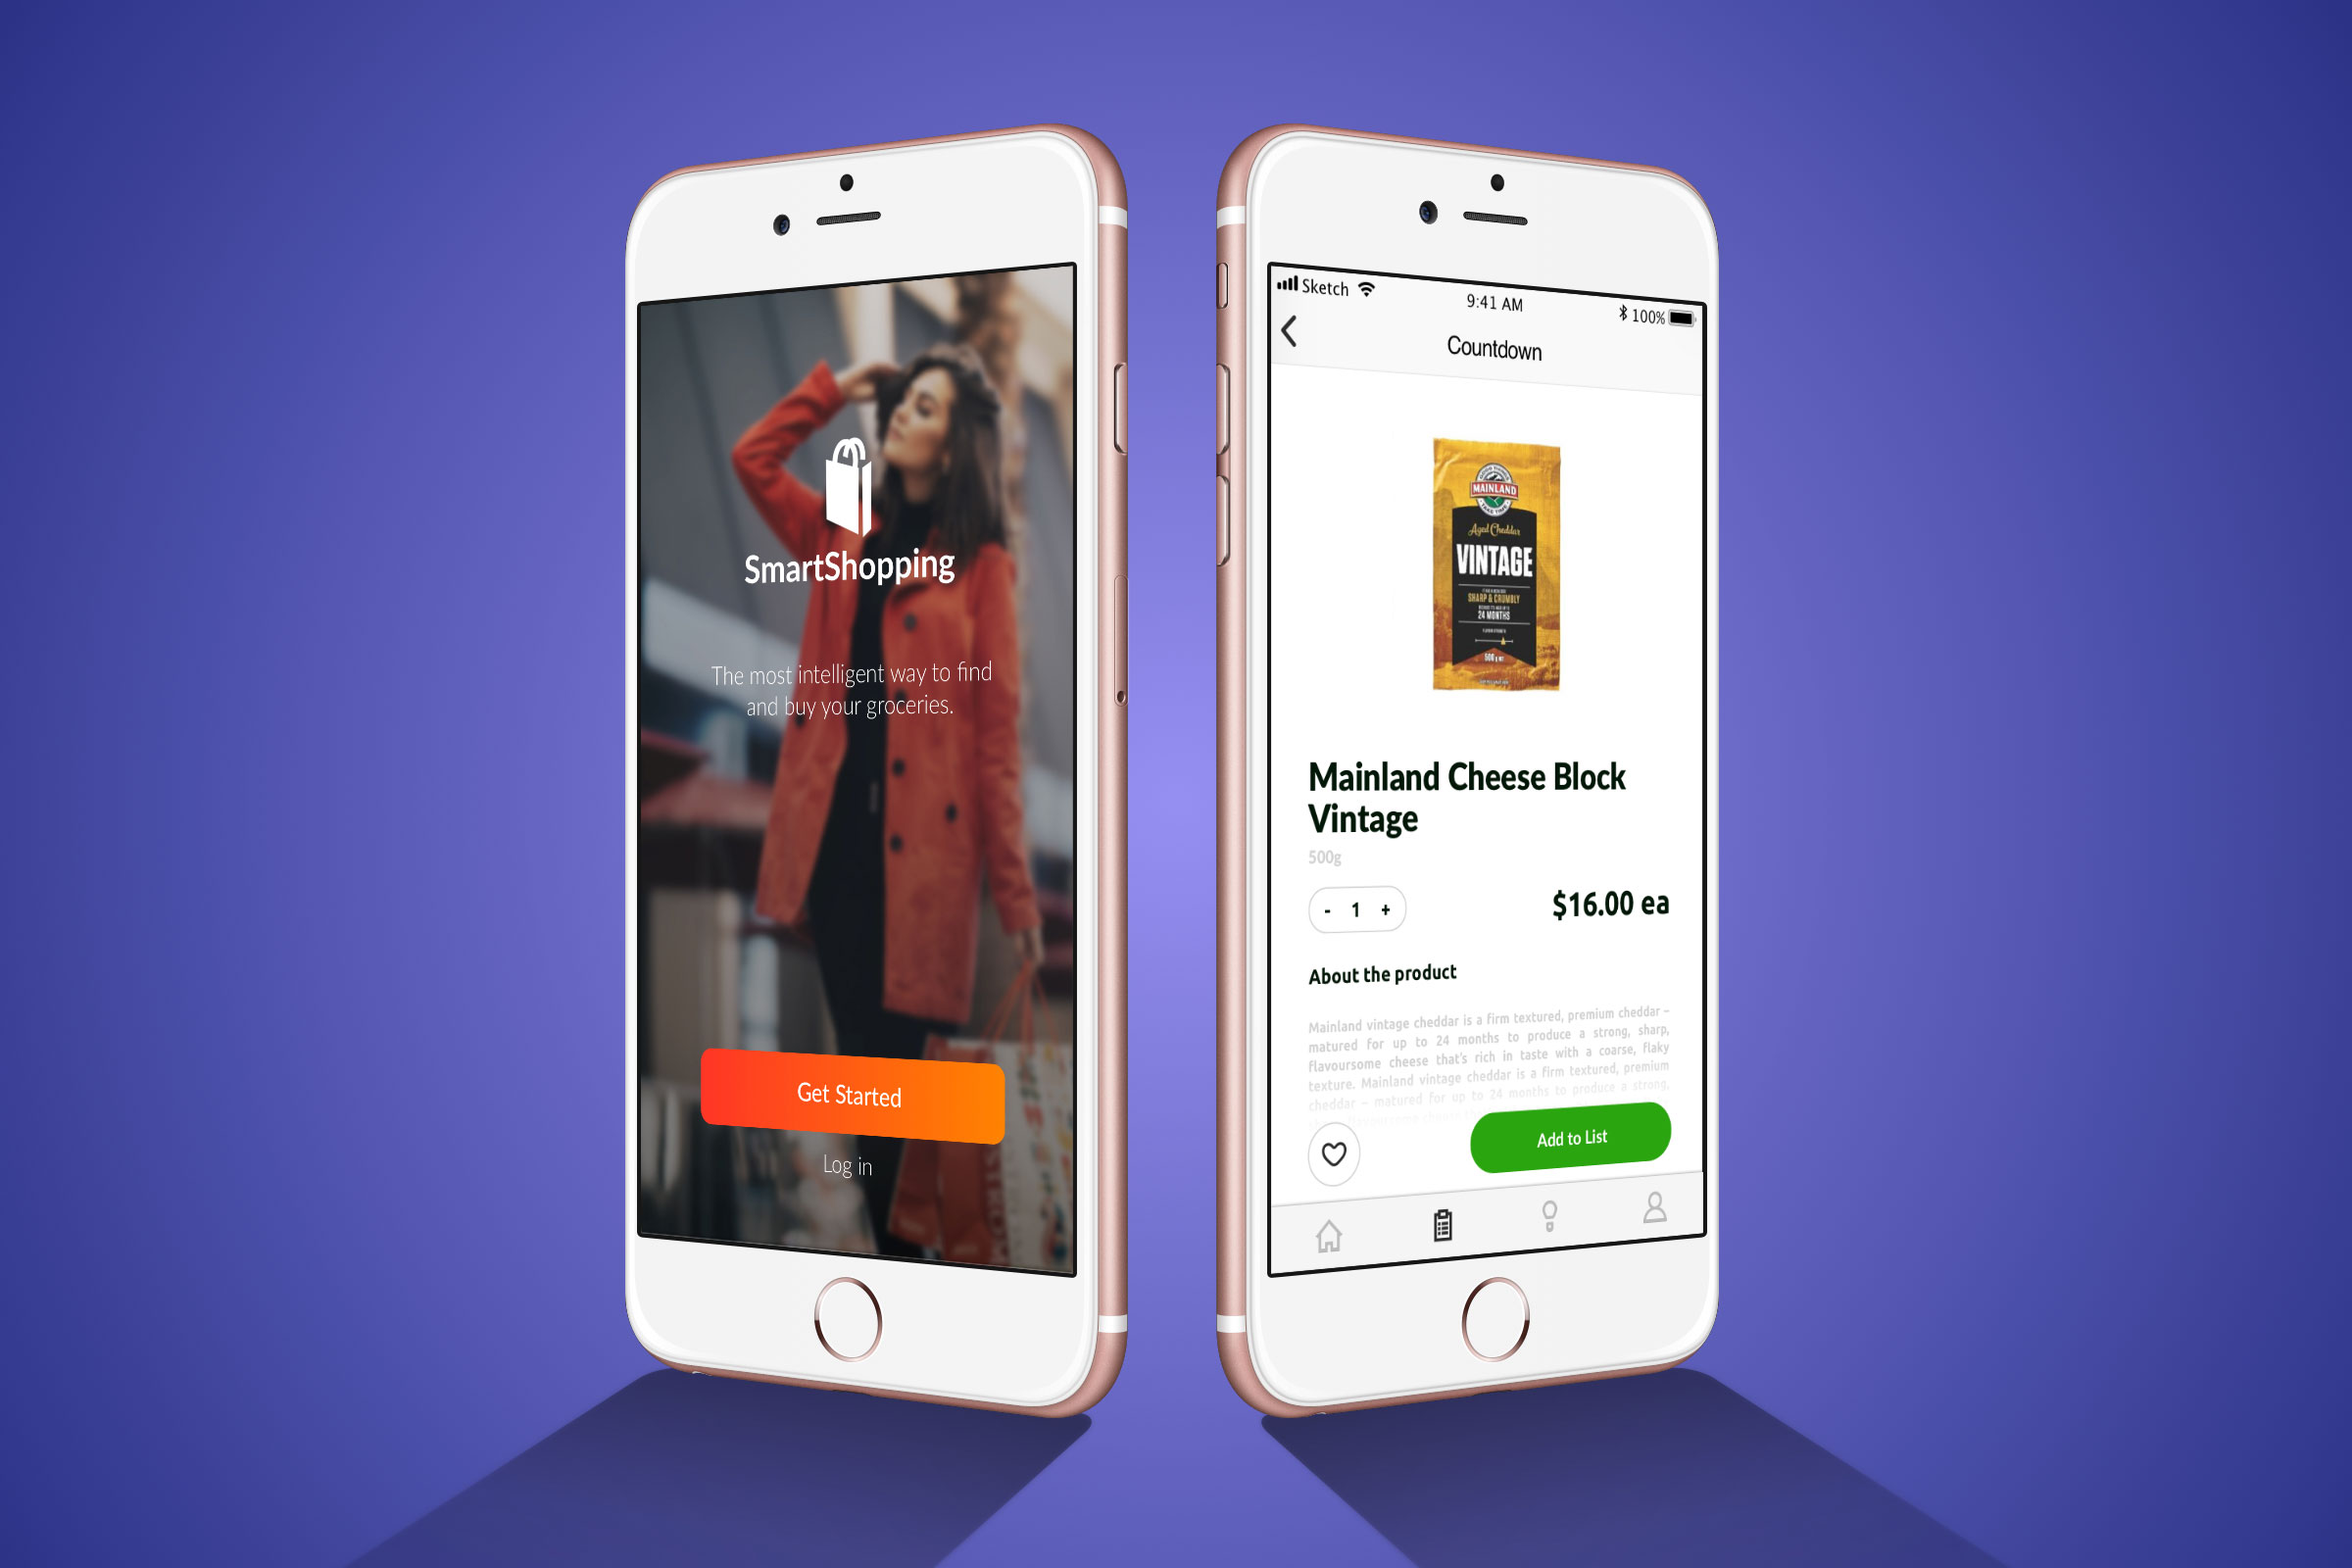 SmartShopping
The most intelligent way to find
and buy your groceries.
Get Started
Log in
Sketch
9:41 AM
100%
Countdown
MAINLAND
Aged Cheddar
VINTAGE
SHARP & CRUMBLY
24 MONTHS
500g
Mainland Cheese Block
Vintage
500g
- 1 +
$16.00 ea
About the product
Mainland vintage cheddar is a firm textured, premium cheddar –
matured for up to 24 months to produce a strong, sharp,
flavoursome cheese that's rich in taste with a coarse, flaky
texture. Mainland vintage cheddar is a firm textured, premium
cheddar – matured for up to 24 months to produce a strong,
Add to List